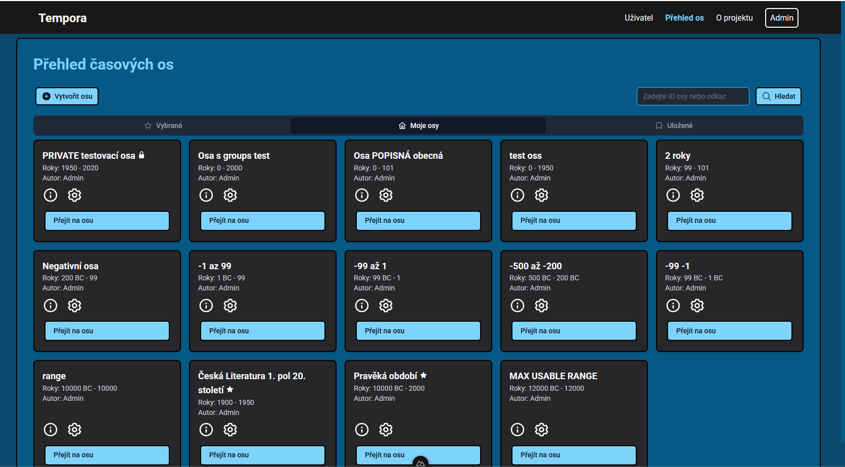 Tempora
Uživatel
Přehled os
O projektu
Admin
Přehled časových os
Vytvořit osu
Zadejte ID osy nebo odkaz
Hledat
Vybrané
Moje osy
Uložené
PRIVATE testovací osa
Roky: 1950 - 2020
Autor: Admin
Přejít na osu
Osa s groups test
Roky: 0 - 2000
Autor: Admin
Přejít na osu
Osa POPISNÁ obecná
Roky: 0 - 101
Autor: Admin
Přejít na osu
test oss
Roky: 0 - 1950
Autor: Admin
Přejít na osu
2 roky
Roky: 99 - 101
Autor: Admin
Přejít na osu
Negativní osa
Roky: 200 BC - 99
Autor: Admin
Přejít na osu
-1 az 99
Roky: 1 BC - 99
Autor: Admin
Přejít na osu
-99 až 1
Roky: 99 BC - 1
Autor: Admin
Přejít na osu
-500 až -200
Roky: 500 BC - 200 BC
Autor: Admin
Přejít na osu
-99 -1
Roky: 99 BC - 1 BC
Autor: Admin
Přejít na osu
range
Roky: 10000 BC - 10000
Autor: Admin
Přejít na osu
Česká Literatura 1. pol 20.
století
Roky: 1900 - 1950
Autor: Admin
Přejít na osu
Pravěká období
Roky: 10000 BC - 2000
Autor: Admin
Přejít na osu
MAX USABLE RANGE
Roky: 12000 BC - 12000
Autor: Admin
Přejít na osu